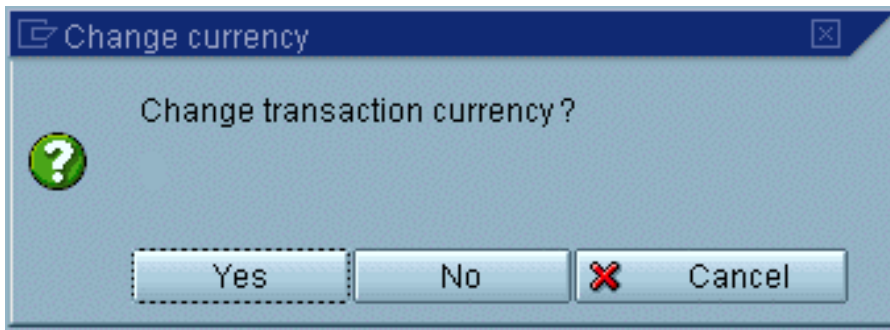 Change currency
Change transaction currency?
Yes No Cancel